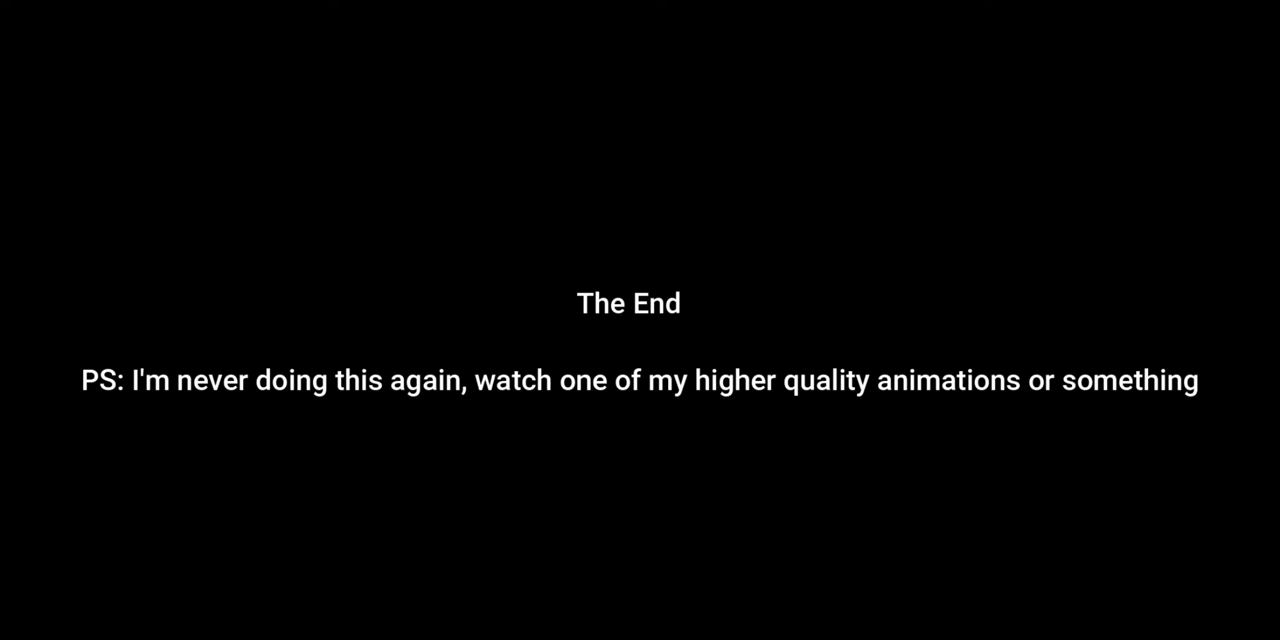 The End
PS: I'm never doing this again, watch one of my higher quality animations or something